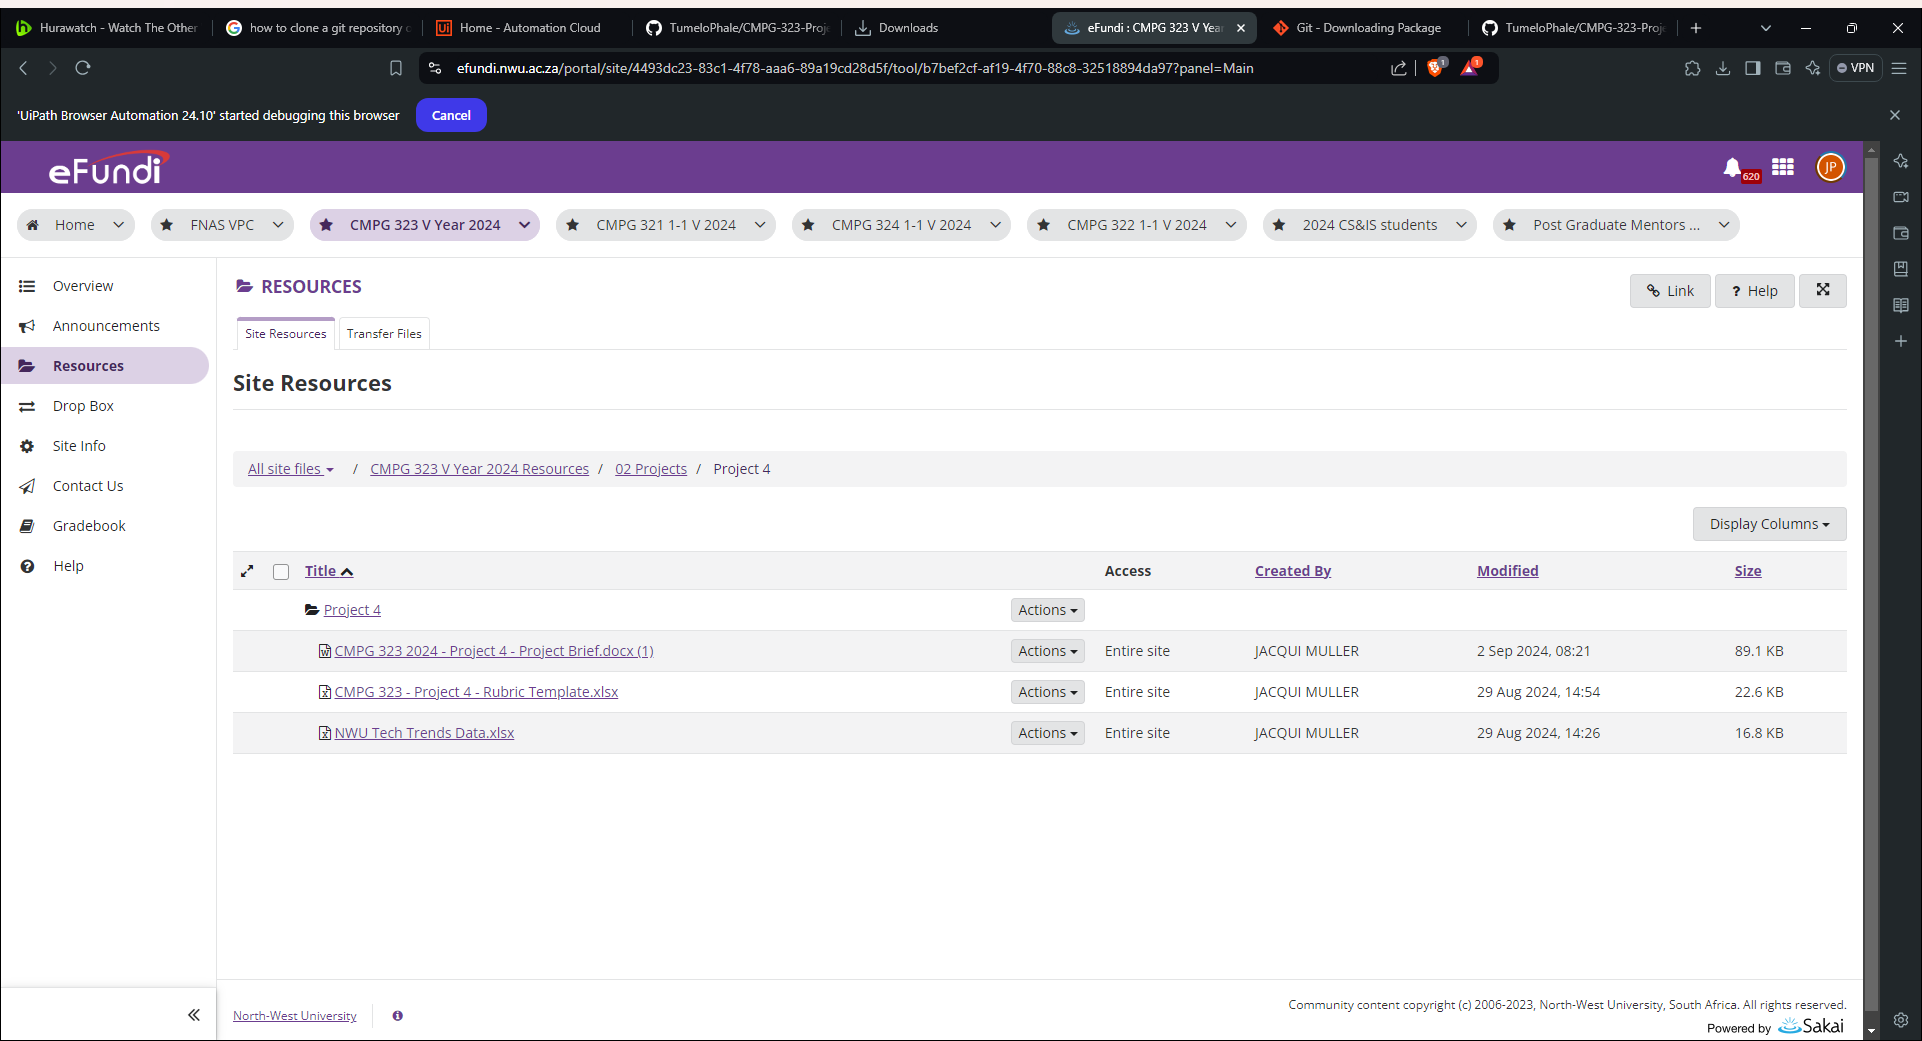 Hurawatch - Watch The Other
how to clone a git repository
Home - Automation Cloud
TumeloPhale/CMPG-323-Proj
Downloads
eFundi : CMPG 323 V Year
Git - Downloading Package
TumeloPhale/CMPG-323-Proj
efundi.nwu.ac.za/portal/site/4493dc23-83c1-4f78-aaa6-89a19cd28d5f/tool/b7bef2cf-af19-4f70-88c8-32518894da97?panel=Main
1
1
VPN
'UiPath Browser Automation 24.10' started debugging this browser
Cancel
eFundi
620
JP
Home
FNAS VPC
CMPG 323 V Year 2024
CMPG 321 1-1 V 2024
CMPG 324 1-1 V 2024
CMPG 322 1-1 V 2024
2024 CS&IS students
Post Graduate Mentors ...
Overview
Announcements
Resources
Drop Box
Site Info
Contact Us
Gradebook
Help
RESOURCES
Link
? Help
Site Resources
Transfer Files
Site Resources
All site files / CMPG 323 V Year 2024 Resources / 02 Projects / Project 4
Display Columns
Title Access Created By Modified Size
Project 4 Actions
CMPG 323 2024 - Project 4 - Project Brief.docx (1) Actions Entire site JACQUI MULLER 2 Sep 2024, 08:21 89.1 KB
CMPG 323 - Project 4 - Rubric Template.xlsx Actions Entire site JACQUI MULLER 29 Aug 2024, 14:54 22.6 KB
NWU Tech Trends Data.xlsx Actions Entire site JACQUI MULLER 29 Aug 2024, 14:26 16.8 KB
North-West University
Community content copyright (c) 2006-2023, North-West University, South Africa. All rights reserved.
Powered by Sakai